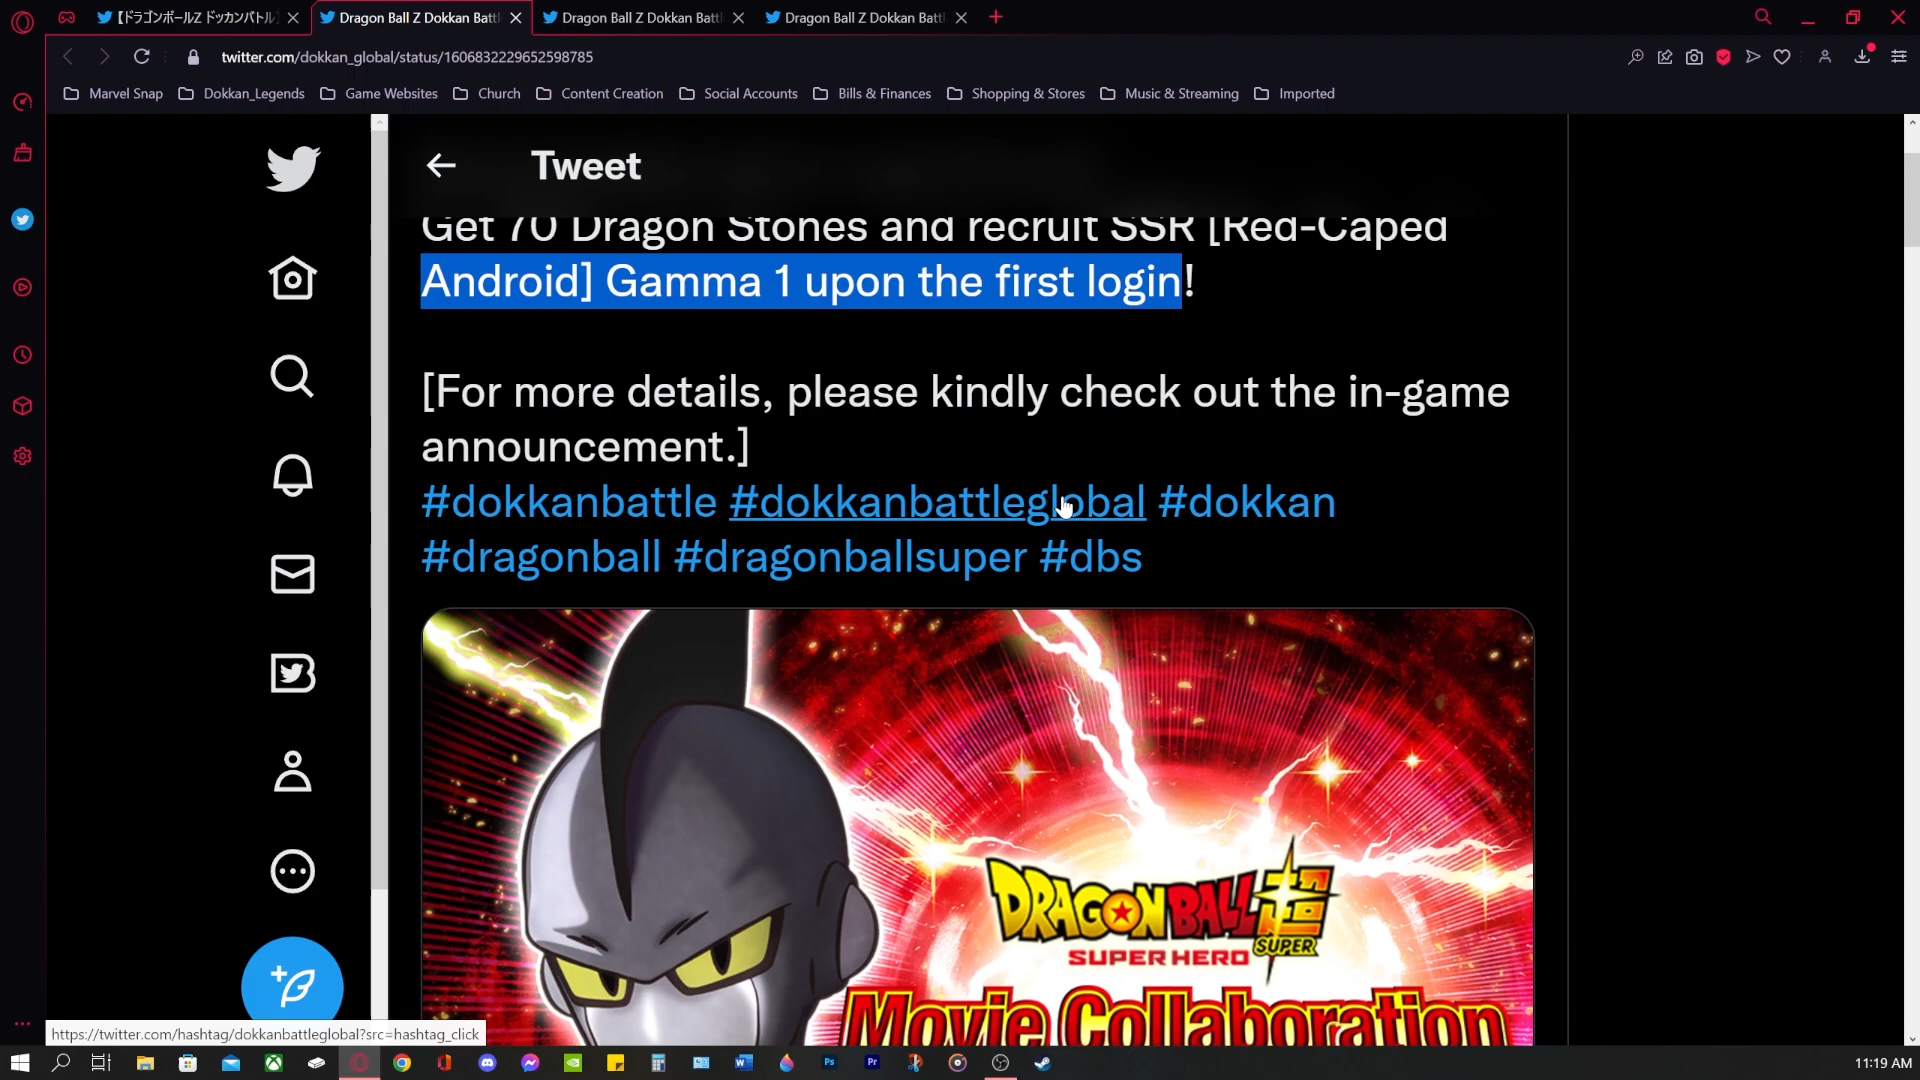 【ドラゴンボールZ ドッカンバトル
Dragon Ball Z Dokkan Battl
Dragon Ball Z Dokkan Battl
Dragon Ball Z Dokkan Battl
twitter.com/dokkan_global/status/1606832229652598785
Marvel Snap
Dokkan_Legends
Game Websites
Church
Content Creation
Social Accounts
Bills & Finances
Shopping & Stores
Music & Streaming
Imported
Tweet
Get 70 Dragon Stones and recruit SSR [Red-Caped
Android] Gamma 1 upon the first login!
[For more details, please kindly check out the in-game
announcement.]
#dokkanbattle #dokkanbattleglobal #dokkan
#dragonball #dragonballsuper #dbs
DRAGON BALL 超
SUPER
SUPER HERO
Movie Collaboration
https://twitter.com/hashtag/dokkanbattleglobal?src=hashtag_click
W
Ps
Pr
11:19 AM